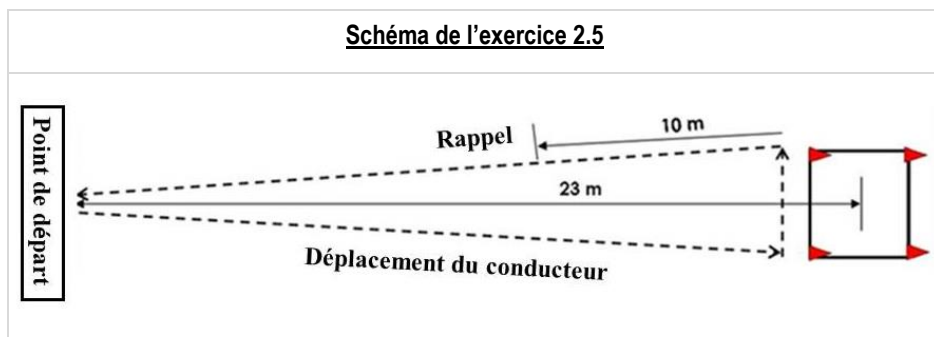 Schéma de l'exercice 2.5
Point de départ
Rappel
10 m
23 m
Déplacement du conducteur